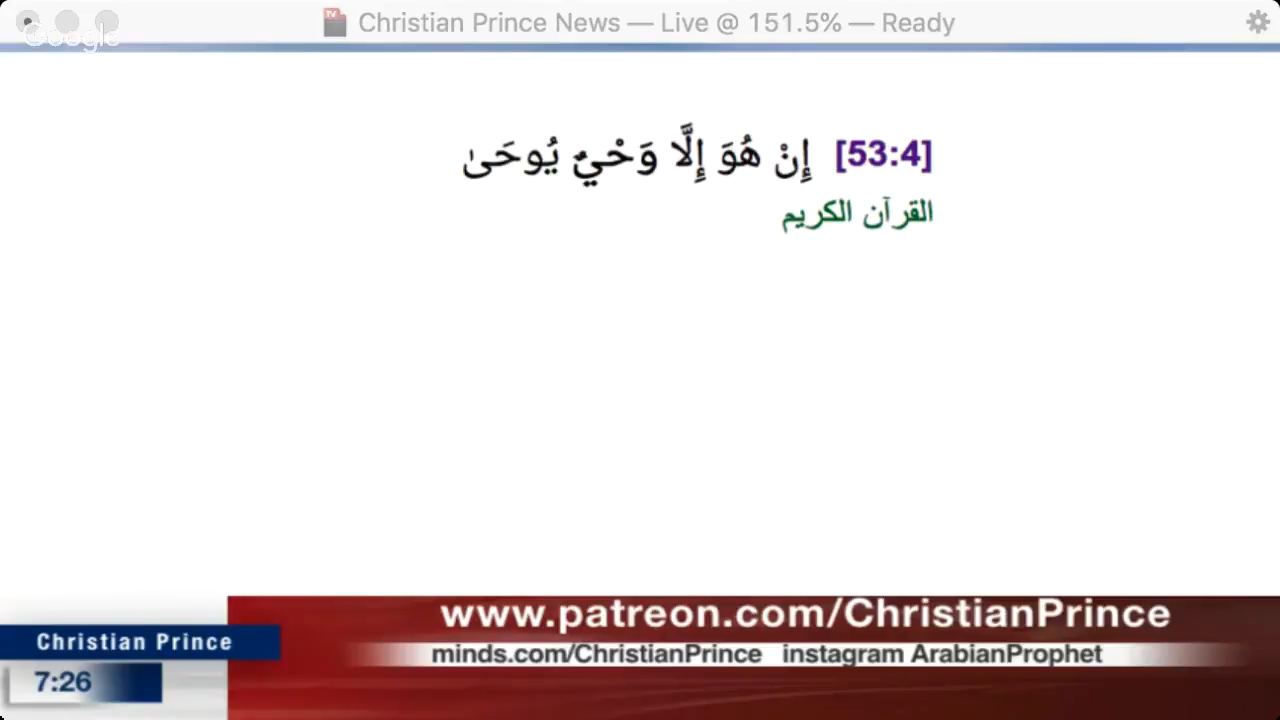 Christian Prince News — Live @ 151.5% — Ready
Google
[53:4] إِنْ هُوَ إِلَّا وَحْيٌ يُوحَىٰ
القرآن الكريم
www.patreon.com/ChristianPrince
Christian Prince
minds.com/ChristianPrince instagram ArabianProphet
7:26